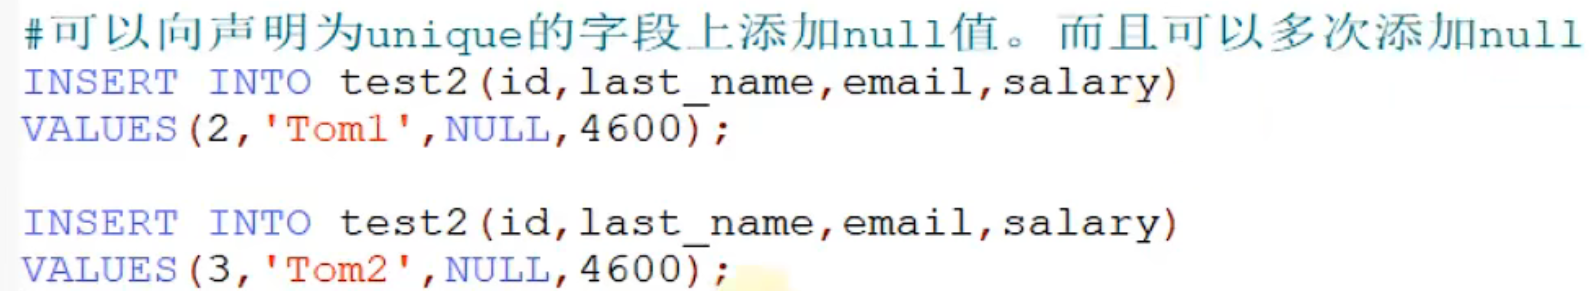 #可以向声明为unique的字段上添加null值。而且可以多次添加null
INSERT INTO test2(id,last_name,email,salary)
VALUES(2,'Tom1',NULL,4600);
INSERT INTO test2(id,last_name,email,salary)
VALUES(3,'Tom2',NULL,4600);